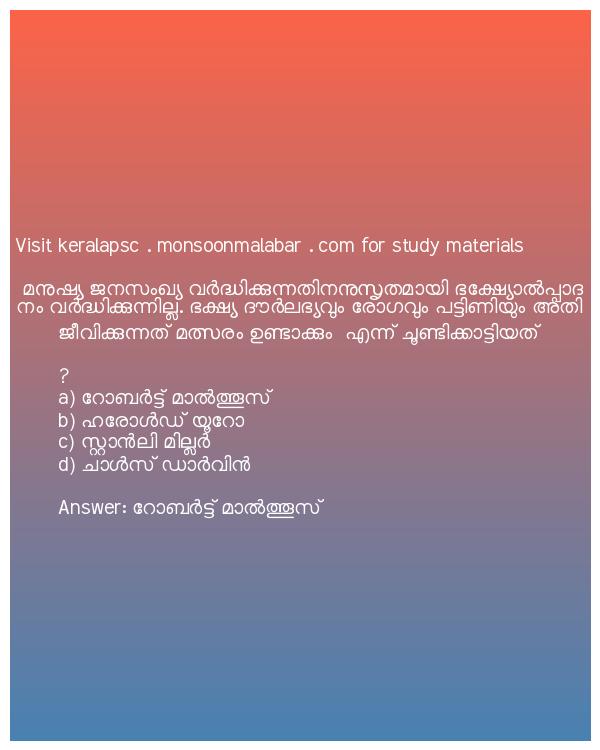 Visit keralapsc . monsoonmalabar . com for study materials
മനുഷ്യ ജനസംഖ്യ വർദ്ധിക്കുന്നതിനനുസൃതമായി ഭക്ഷ്യോൽപ്പാദ
നം വർദ്ധിക്കുന്നില്ല. ഭക്ഷ്യ ദൗർലഭ്യവും രോഗവും പട്ടിണിയും അതി
ജീവിക്കുന്നത് മത്സരം ഉണ്ടാക്കും എന്ന് ചൂണ്ടിക്കാട്ടിയത്
?
a) റോബർട്ട് മാൽത്തൂസ്
b) ഹരോൾഡ് യൂറോ
c) സ്റ്റാൻലി മില്ലർ
d) ചാൾസ് ഡാർവിൻ
Answer: റോബർട്ട് മാൽത്തൂസ്